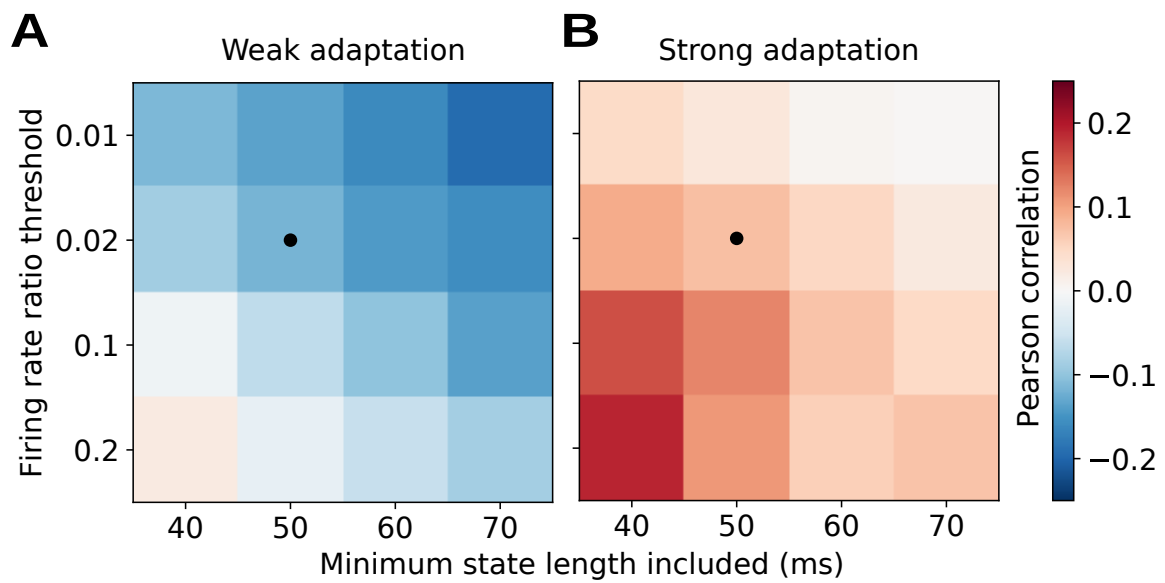 A
B
Weak adaptation
Strong adaptation
Firing rate ratio threshold
0.01
0.02
0.1
0.2
40 50 60 70
40 50 60 70
Minimum state length included (ms)
Pearson correlation
0.2
0.1
0.0
−0.1
−0.2